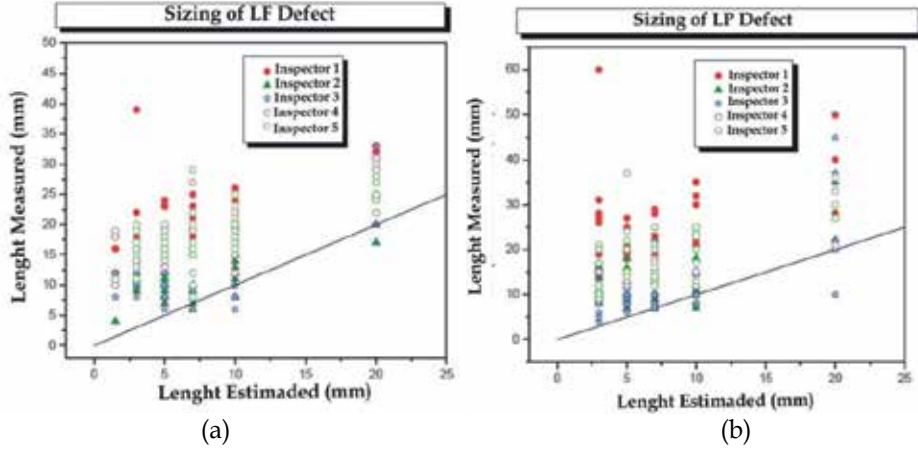 Sizing of LF Defect
Lenght Measured (mm)
50
45
40
35
30
25
20
15
10
5
0
Inspector 1
Inspector 2
Inspector 3
Inspector 4
Inspector 5
0 5 10 15 20 25
Lenght Estimaded (mm)
(a)
Sizing of LP Defect
Lenght Measured (mm)
60
50
40
30
20
10
0
Inspector 1
Inspector 2
Inspector 3
Inspector 4
Inspector 5
0 5 10 15 20 25
Lenght Estimaded (mm)
(b)